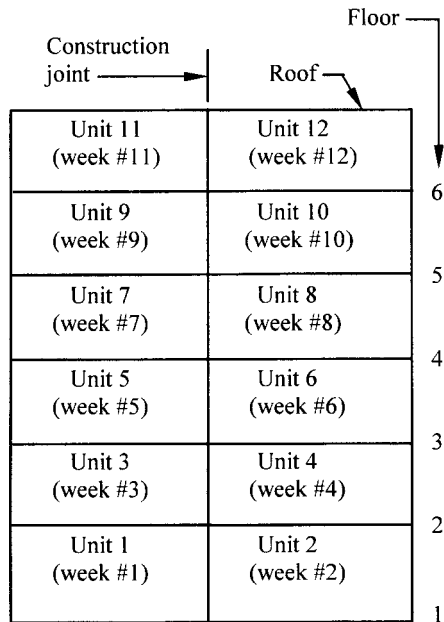 Floor
Construction
joint
Roof
Unit 11
(week #11)
Unit 12
(week #12)
6
Unit 9
(week #9)
Unit 10
(week #10)
5
Unit 7
(week #7)
Unit 8
(week #8)
4
Unit 5
(week #5)
Unit 6
(week #6)
3
Unit 3
(week #3)
Unit 4
(week #4)
2
Unit 1
(week #1)
Unit 2
(week #2)
1